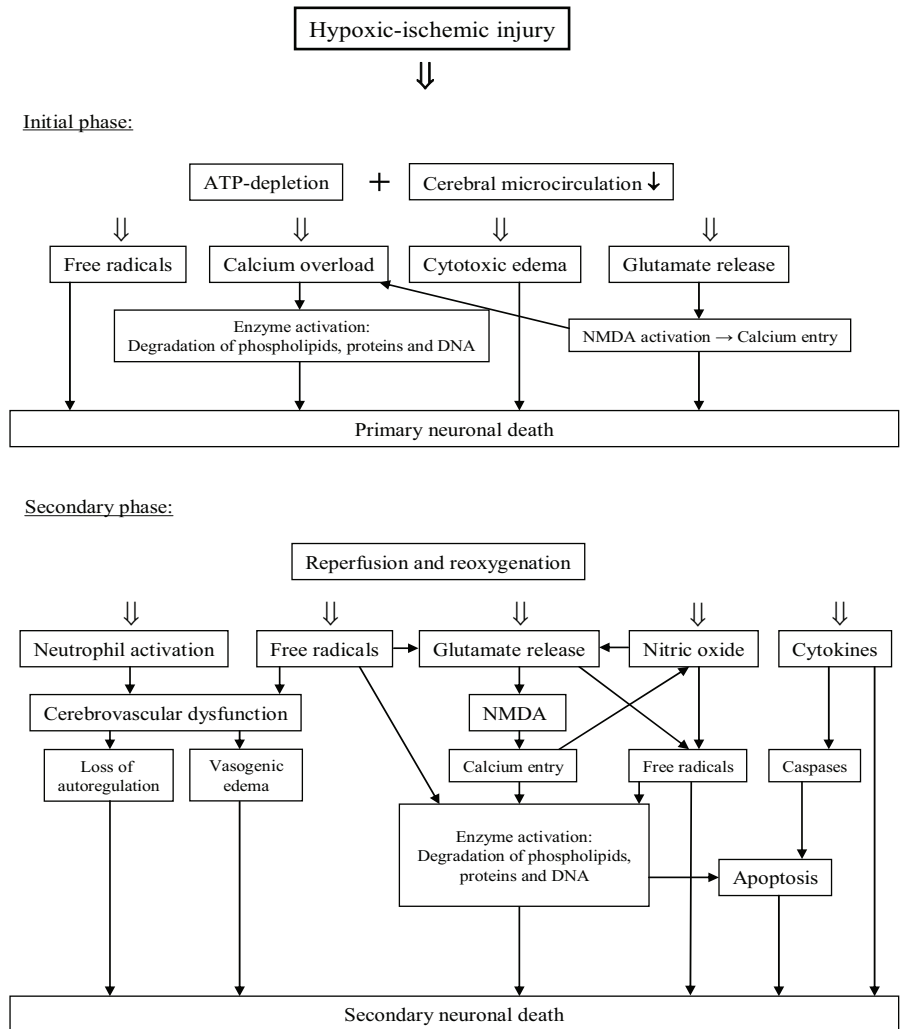 Hypoxic-ischemic injury
⇓
Initial phase:
ATP-depletion + Cerebral microcirculation ↓
⇓ ⇓ ⇓ ⇓
Free radicals Calcium overload Cytotoxic edema Glutamate release
Enzyme activation:
Degradation of phospholipids, proteins and DNA
NMDA activation → Calcium entry
Primary neuronal death
Secondary phase:
Reperfusion and reoxygenation
⇓ ⇓ ⇓ ⇓ ⇓
Neutrophil activation Free radicals Glutamate release Nitric oxide Cytokines
Cerebrovascular dysfunction NMDA
Loss of
autoregulation
Vasogenic
edema
Calcium entry Free radicals Caspases
Enzyme activation:
Degradation of phospholipids,
proteins and DNA
Apoptosis
Secondary neuronal death